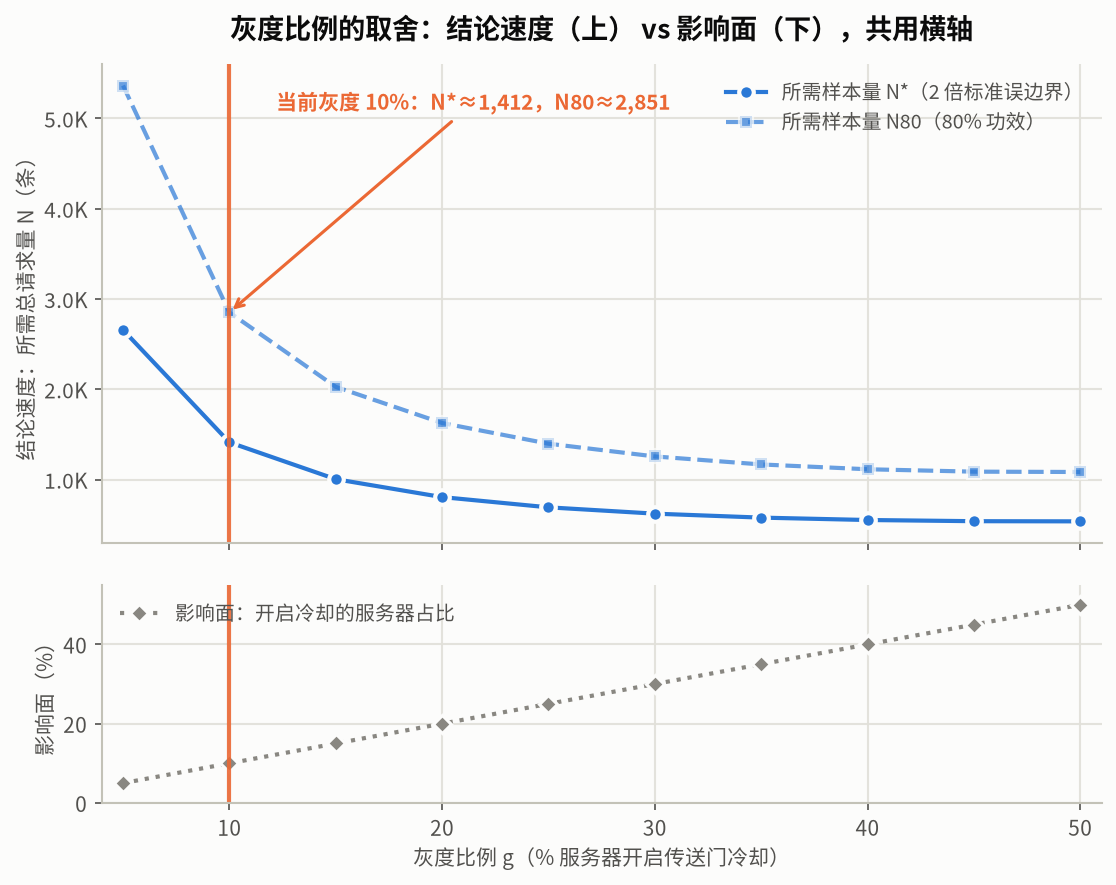 灰度比例的取舍：结论速度（上） vs 影响面（下），共用横轴
当前灰度 10%：N*≈1,412，N80≈2,851
所需样本量 N*（2 倍标准误边界）
所需样本量 N80（80% 功效）
结论速度：所需总请求量 N（条）
5.0K
4.0K
3.0K
2.0K
1.0K
影响面：开启冷却的服务器占比
影响面（%）
40
20
0
10
20
30
40
50
灰度比例 g（% 服务器开启传送门冷却）